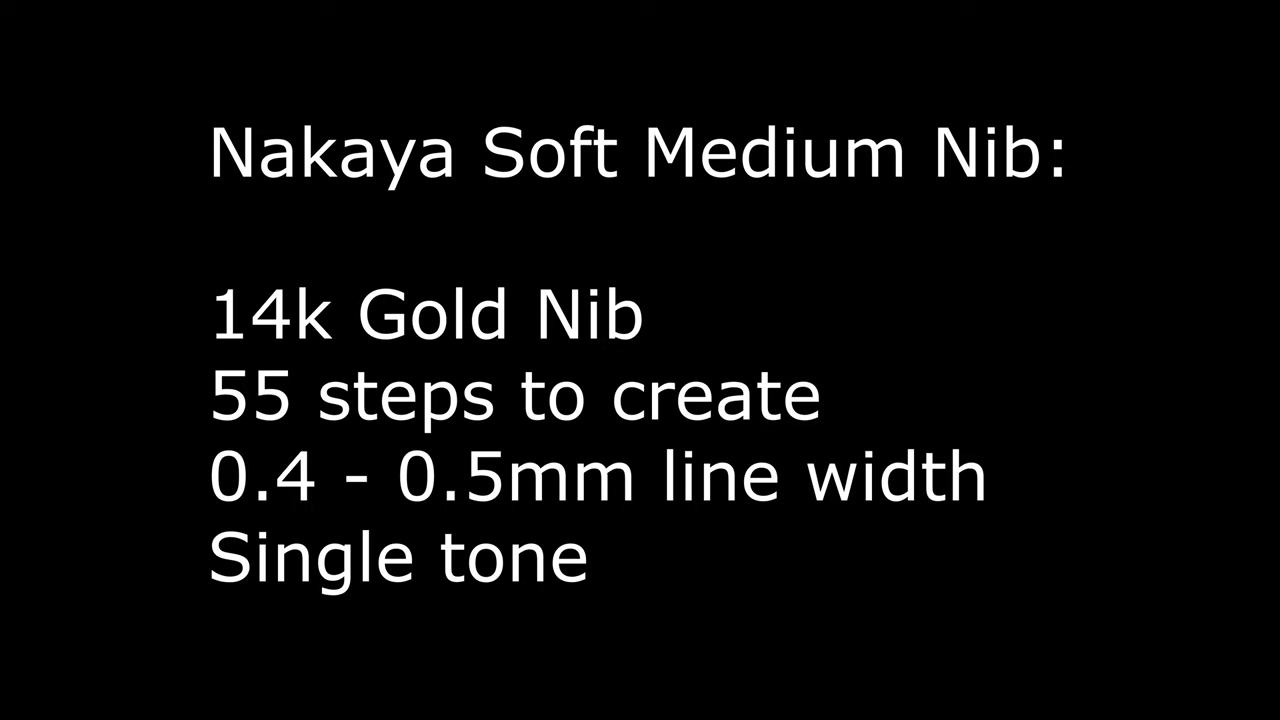 Nakaya Soft Medium Nib:
14k Gold Nib
55 steps to create
0.4 - 0.5mm line width
Single tone